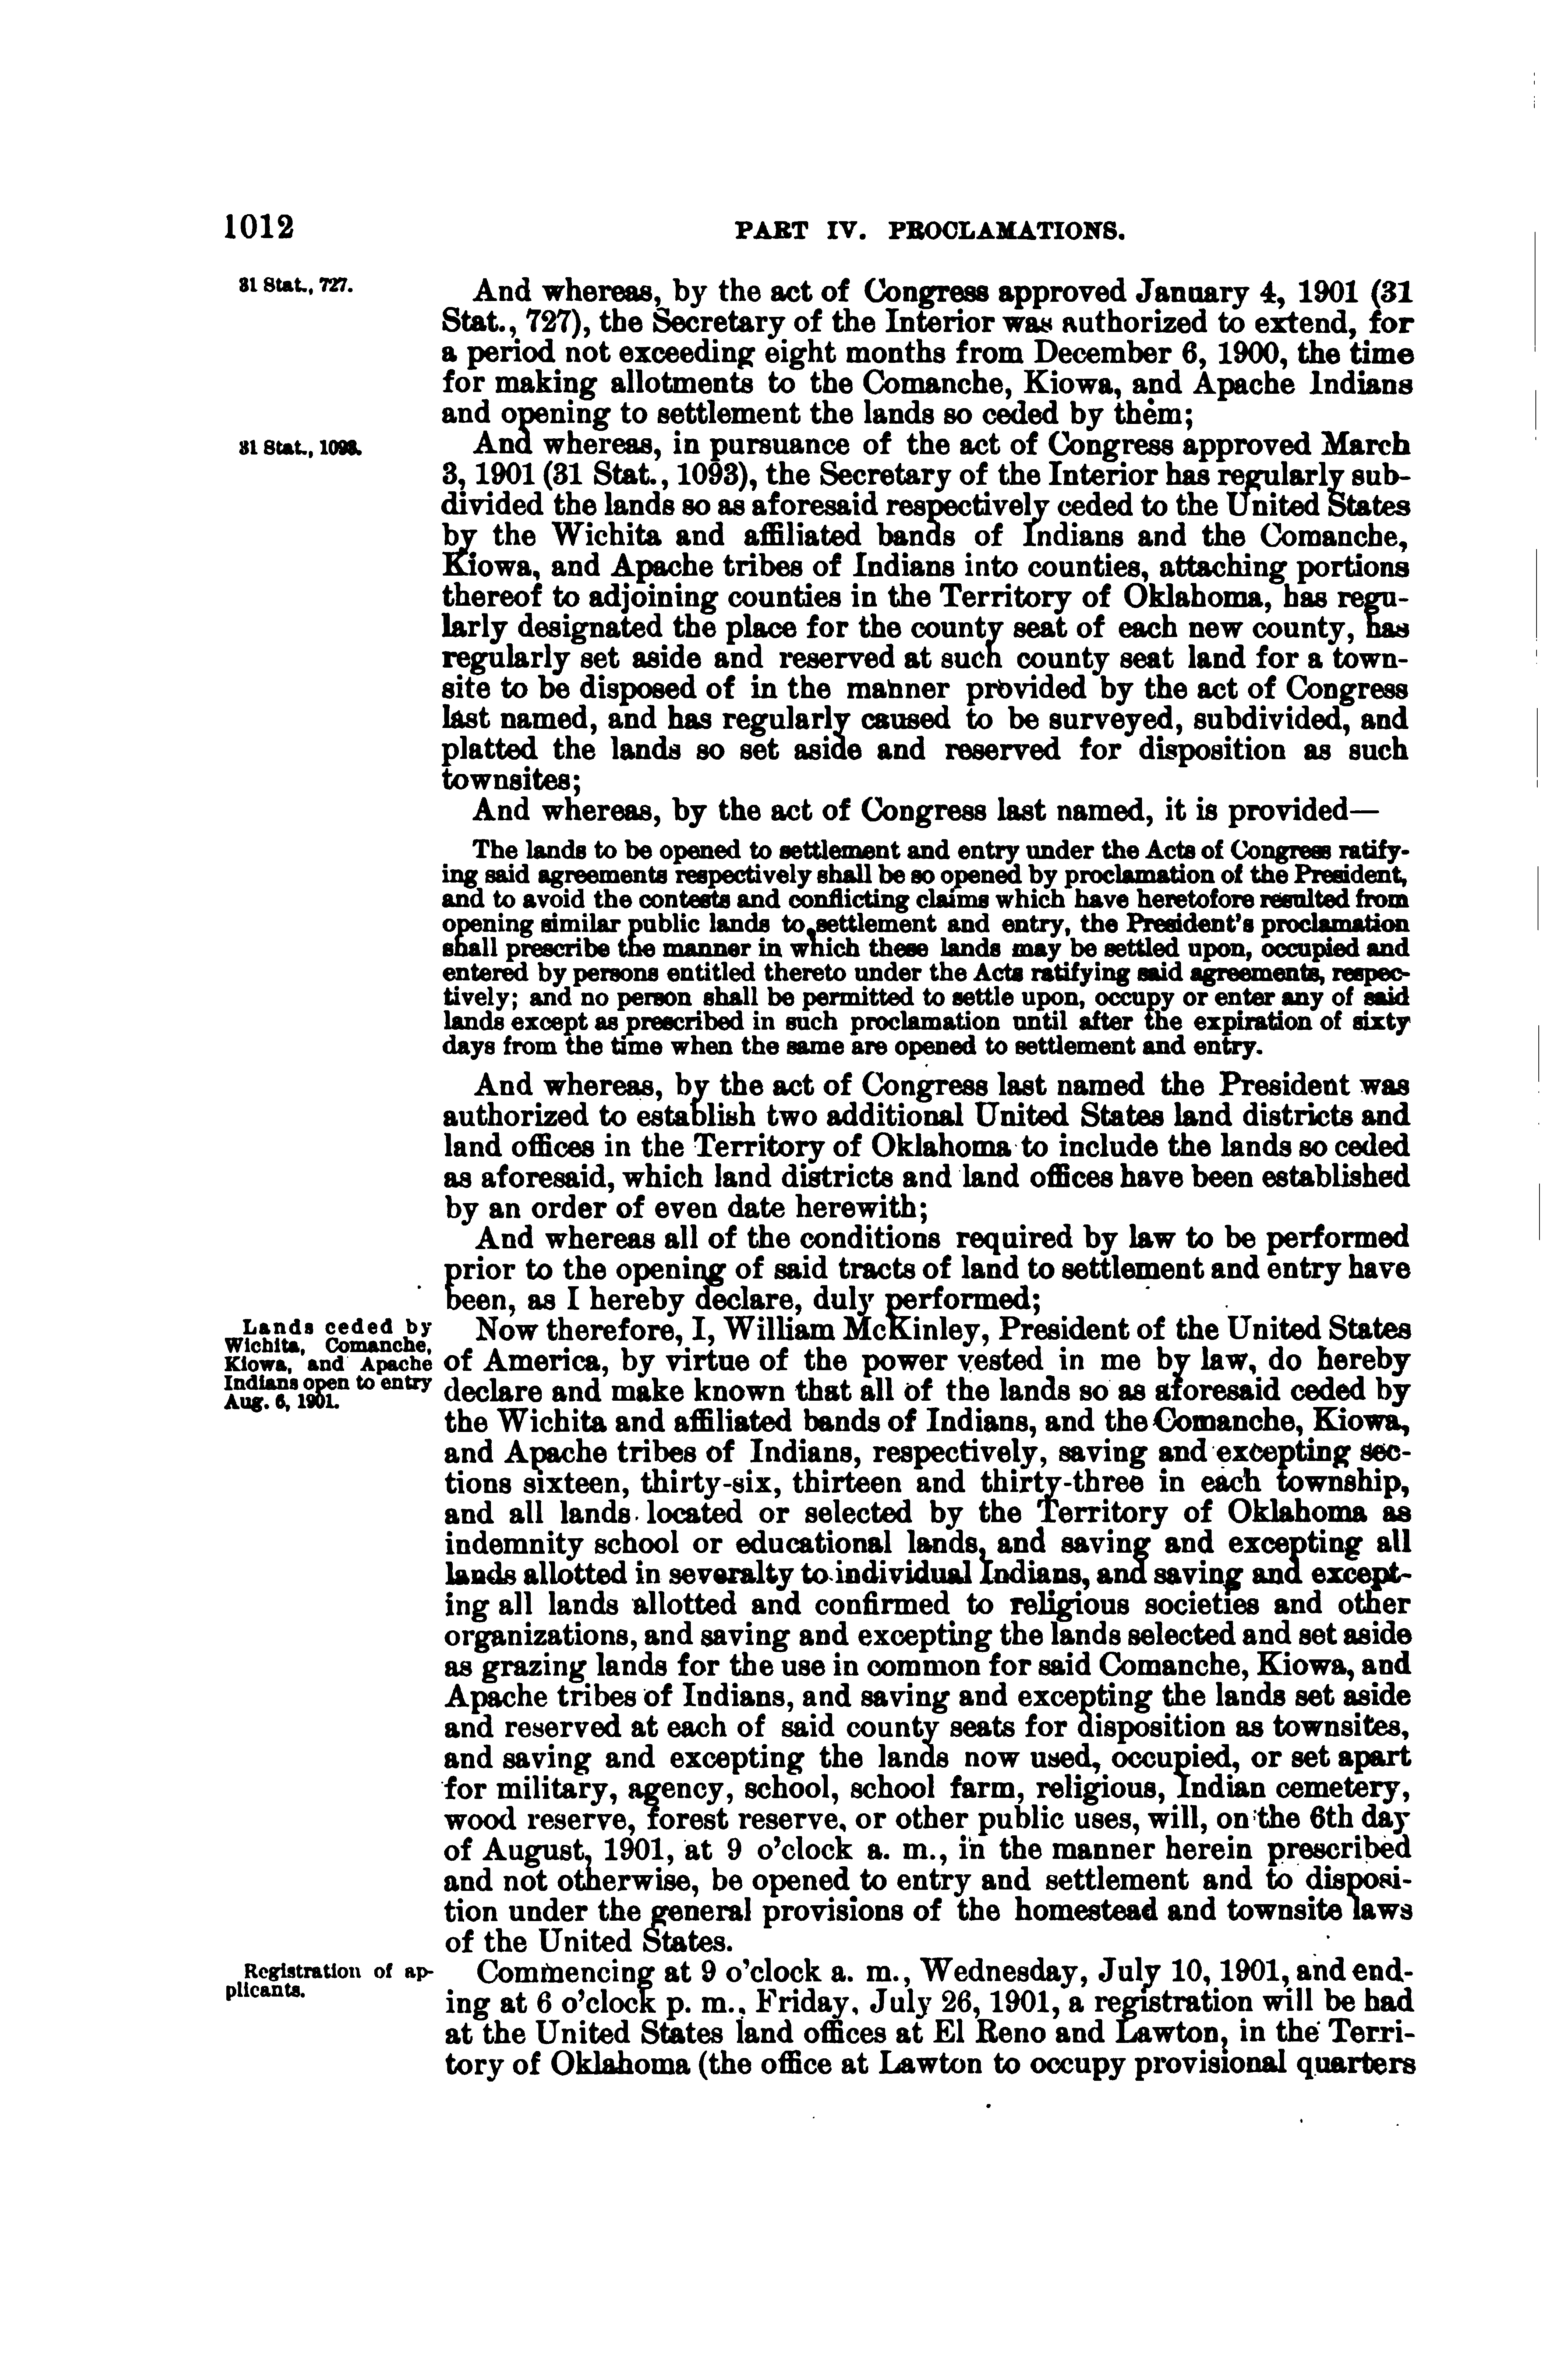 1012
PART IV. PROCLAMATIONS.
31 Stat., 727.
And whereas, by the act of Congress approved January 4, 1901 (31
Stat., 727), the Secretary of the Interior was authorized to extend, for
a period not exceeding eight months from December 6, 1900, the time
for making allotments to the Comanche, Kiowa, and Apache Indians
and opening to settlement the lands so ceded by them;
31 Stat., 1093.
And whereas, in pursuance of the act of Congress approved March
3, 1901 (31 Stat., 1093), the Secretary of the Interior has regularly sub-
divided the lands so as aforesaid respectively ceded to the United States
by the Wichita and affiliated bands of Indians and the Comanche,
Kiowa, and Apache tribes of Indians into counties, attaching portions
thereof to adjoining counties in the Territory of Oklahoma, has regu-
larly designated the place for the county seat of each new county, has
regularly set aside and reserved at such county seat land for a town-
site to be disposed of in the manner provided by the act of Congress
last named, and has regularly caused to be surveyed, subdivided, and
platted the lands so set aside and reserved for disposition as such
townsites;
And whereas, by the act of Congress last named, it is provided—
The lands to be opened to settlement and entry under the Acts of Congress ratify-
ing said agreements respectively shall be so opened by proclamation of the President,
and to avoid the contests and conflicting claims which have heretofore resulted from
opening similar public lands to settlement and entry, the President's proclamation
shall prescribe the manner in which these lands may be settled upon, occupied and
entered by persons entitled thereto under the Acts ratifying said agreements, respec-
tively; and no person shall be permitted to settle upon, occupy or enter any of said
lands except as prescribed in such proclamation until after the expiration of sixty
days from the time when the same are opened to settlement and entry.
And whereas, by the act of Congress last named the President was
authorized to establish two additional United States land districts and
land offices in the Territory of Oklahoma to include the lands so ceded
as aforesaid, which land districts and land offices have been established
by an order of even date herewith;
And whereas all of the conditions required by law to be performed
prior to the opening of said tracts of land to settlement and entry have
been, as I hereby declare, duly performed;
Lands ceded by
Wichita, Comanche,
Kiowa, and Apache
Indians open to entry
Aug. 6, 1901.
Now therefore, I, William McKinley, President of the United States
of America, by virtue of the power vested in me by law, do hereby
declare and make known that all of the lands so as aforesaid ceded by
the Wichita and affiliated bands of Indians, and the Comanche, Kiowa,
and Apache tribes of Indians, respectively, saving and excepting sec-
tions sixteen, thirty-six, thirteen and thirty-three in each township,
and all lands located or selected by the Territory of Oklahoma as
indemnity school or educational lands, and saving and excepting all
lands allotted in severalty to individual Indians, and saving and except-
ing all lands allotted and confirmed to religious societies and other
organizations, and saving and excepting the lands selected and set aside
as grazing lands for the use in common for said Comanche, Kiowa, and
Apache tribes of Indians, and saving and excepting the lands set aside
and reserved at each of said county seats for disposition as townsites,
and saving and excepting the lands now used, occupied, or set apart
for military, agency, school, school farm, religious, Indian cemetery,
wood reserve, forest reserve, or other public uses, will, on the 6th day
of August, 1901, at 9 o'clock a. m., in the manner herein prescribed
and not otherwise, be opened to entry and settlement and to disposi-
tion under the general provisions of the homestead and townsite laws
of the United States.
Registration of ap-
plicants.
Commencing at 9 o'clock a. m., Wednesday, July 10, 1901, and end-
ing at 6 o'clock p. m., Friday, July 26, 1901, a registration will be had
at the United States land offices at El Reno and Lawton, in the Terri-
tory of Oklahoma (the office at Lawton to occupy provisional quarters